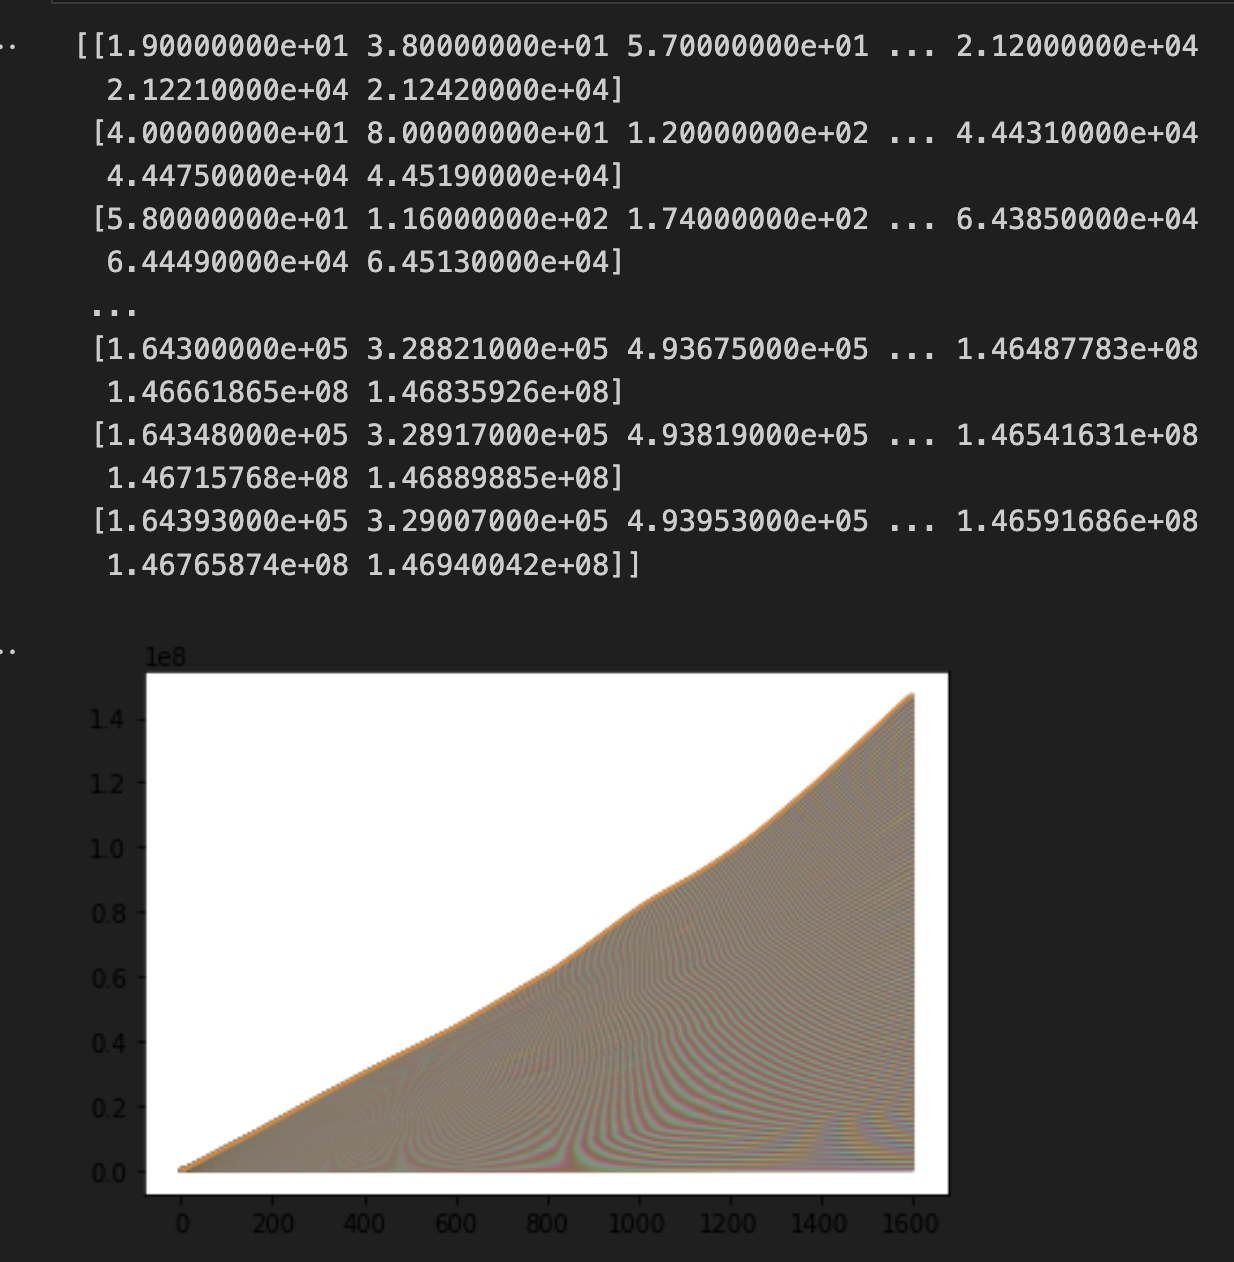 [[1.90000000e+01 3.80000000e+01 5.70000000e+01 ... 2.12000000e+04
2.12210000e+04 2.12420000e+04]
[4.00000000e+01 8.00000000e+01 1.20000000e+02 ... 4.44310000e+04
4.44750000e+04 4.45190000e+04]
[5.80000000e+01 1.16000000e+02 1.74000000e+02 ... 6.43850000e+04
6.44490000e+04 6.45130000e+04]
...
[1.64300000e+05 3.28821000e+05 4.93675000e+05 ... 1.46487783e+08
1.46661865e+08 1.46835926e+08]
[1.64348000e+05 3.28917000e+05 4.93819000e+05 ... 1.46541631e+08
1.46715768e+08 1.46889885e+08]
[1.64393000e+05 3.29007000e+05 4.93953000e+05 ... 1.46591686e+08
1.46765874e+08 1.46940042e+08]]
1e8
1.4
1.2
1.0
0.8
0.6
0.4
0.2
0.0
0 200 400 600 800 1000 1200 1400 1600